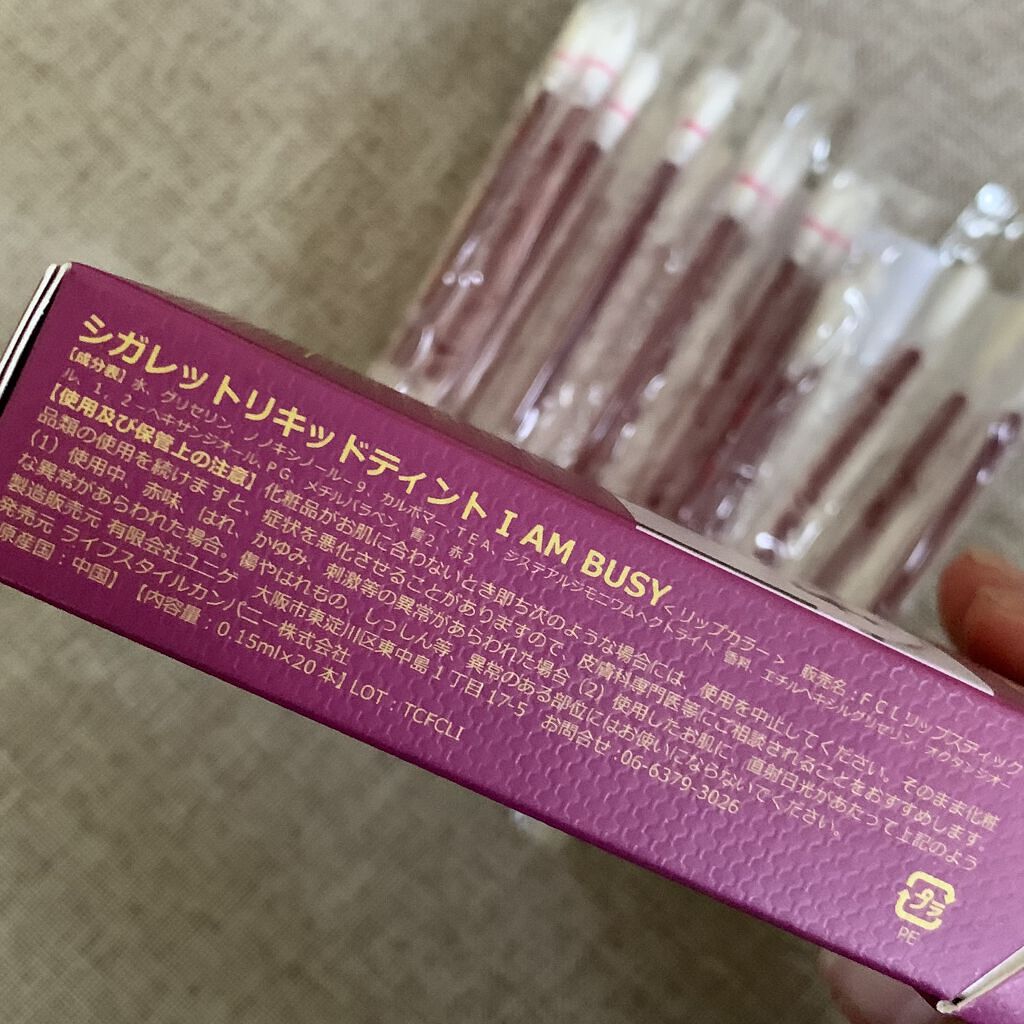 シガレットリキッドティント I AM BUSY <リップカラー> 販売名：FCLリップスティック
【成分表】水、グリセリン、ノノキシノール-9、カルボマー、TEA、ジステアルジモニウムヘクトライト、香料、エチルヘキシルグリセリン、オクタンジオー
ル、1，2-ヘキサンジオール、PG、メチルパラベン、青2、赤2
【使用及び保管上の注意】化粧品がお肌に合わないとき即ち次のような場合には、使用を中止してください。そのまま化粧
品類の使用を続けますと、症状を悪化させることがありますので、皮膚科専門医等にご相談されることをおすすめします。
(1) 使用中、赤味、はれ、かゆみ、刺激等の異常があらわれた場合 (2) 使用したお肌に、直射日光があたって上記のよう
な異常があらわれた場合、傷やはれもの、しっしん等、異常のある部位にはお使いにならないでください。
製造販売元 有限会社ユニケ 大阪市東淀川区東中島1丁目17-5 お問合せ:06-6379-3026
発売元 ライフスタイルカンパニー株式会社
原産国：中国】【内容量：0.15ml×20本】LOT：TCFCLI
プラ
PE